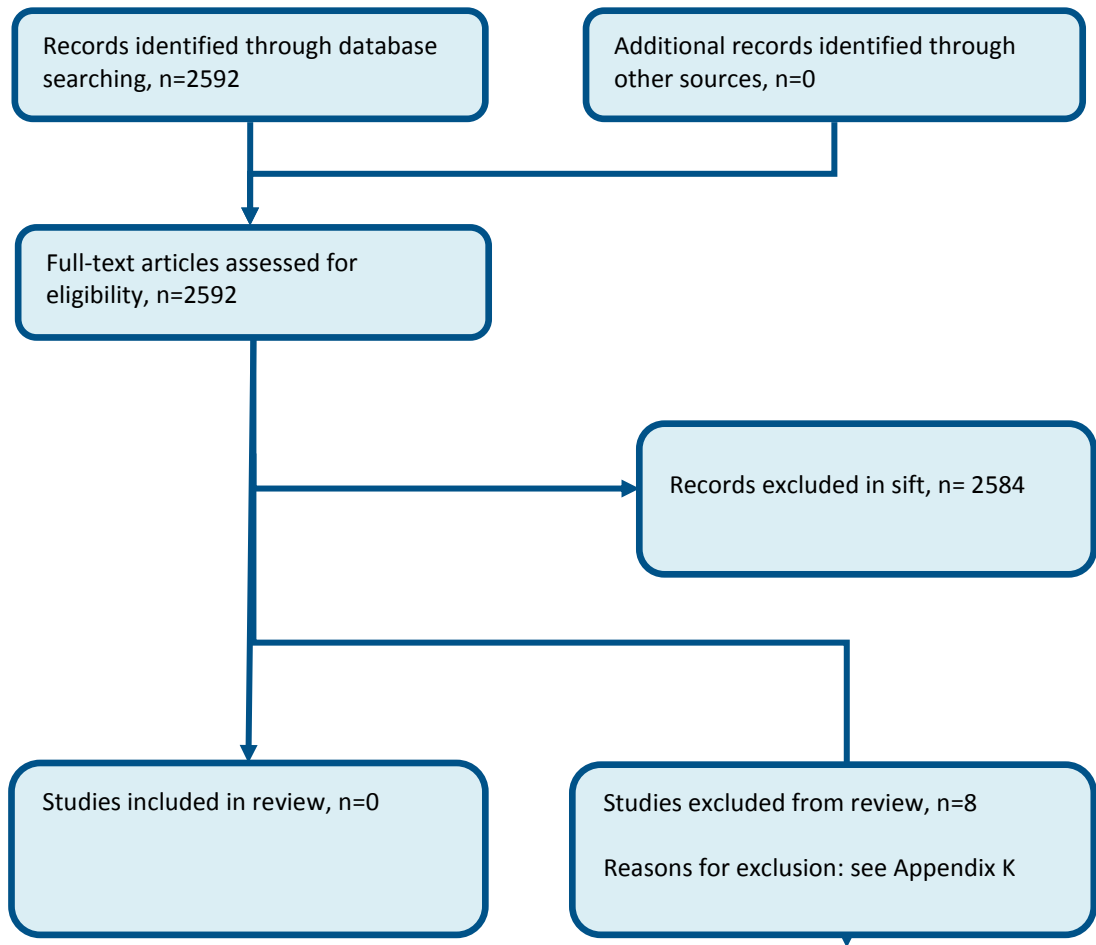 Records identified through database
searching, n=2592
Additional records identified through
other sources, n=0
Full-text articles assessed for
eligibility, n=2592
Records excluded in sift, n= 2584
Studies included in review, n=0
Studies excluded from review, n=8
Reasons for exclusion: see Appendix K